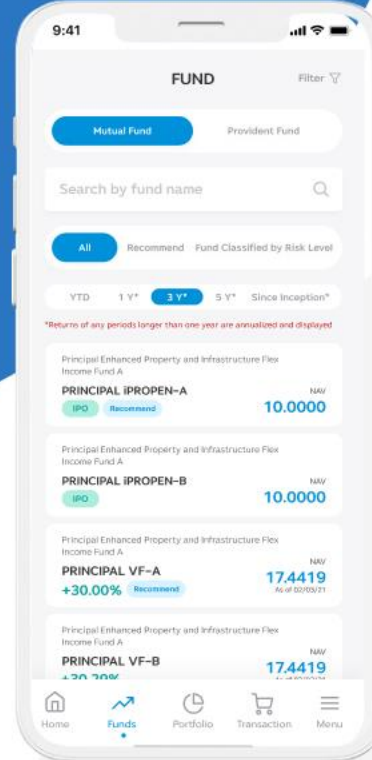 9:41
FUND
Filter
Mutual Fund
Provident Fund
Search by fund name
All
Recommend
Fund Classified by Risk Level
YTD
1 Y*
3 Y*
5 Y*
Since Inception*
*Returns of any periods longer than one year are annualized and displayed
Principal Enhanced Property and Infrastructure Flex
Income Fund A
PRINCIPAL iPROPEN-A
NAV
IPO
Recommend
10.0000
Principal Enhanced Property and Infrastructure Flex
Income Fund A
PRINCIPAL iPROPEN-B
NAV
IPO
10.0000
Principal Enhanced Property and Infrastructure Flex
Income Fund A
PRINCIPAL VF-A
NAV
+30.00%
Recommend
17.4419
As of 02/03/21
Principal Enhanced Property and Infrastructure Flex
Income Fund A
PRINCIPAL VF-B
NAV
+30.20%
17.4419
Home
Funds
Portfolio
Transaction
Menu